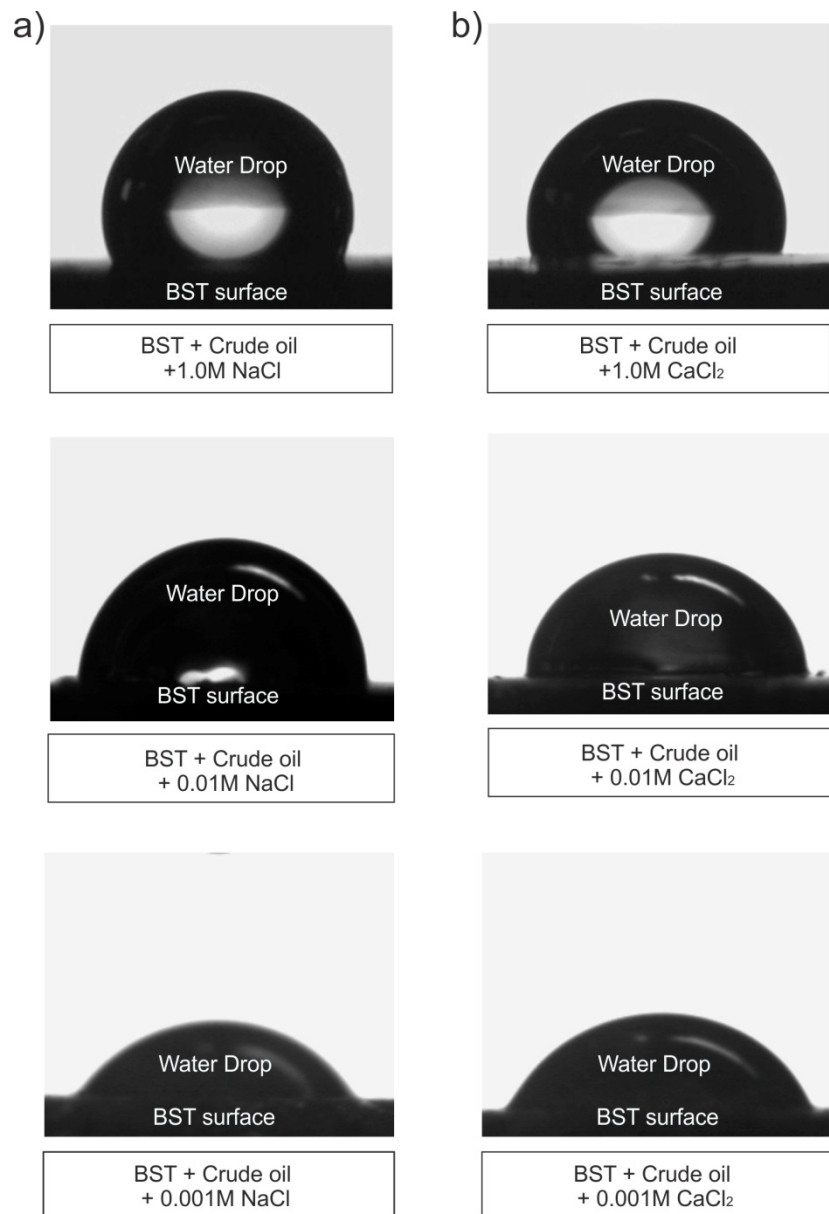 a)
b)
Water Drop
BST surface
BST + Crude oil
+1.0M NaCl
Water Drop
BST surface
BST + Crude oil
+1.0M CaCl₂
Water Drop
BST surface
BST + Crude oil
+ 0.01M NaCl
Water Drop
BST surface
BST + Crude oil
+ 0.01M CaCl₂
Water Drop
BST surface
BST + Crude oil
+ 0.001M NaCl
Water Drop
BST surface
BST + Crude oil
+ 0.001M CaCl₂